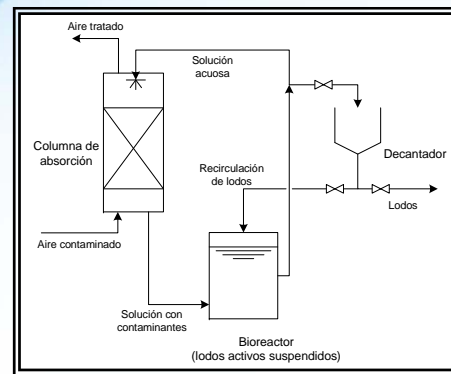 Aire tratado
Solución
acuosa
Columna de
absorción
Decantador
Recirculación
de lodos
Lodos
Aire contaminado
Solución con
contaminantes
Bioreactor
(lodos activos suspendidos)